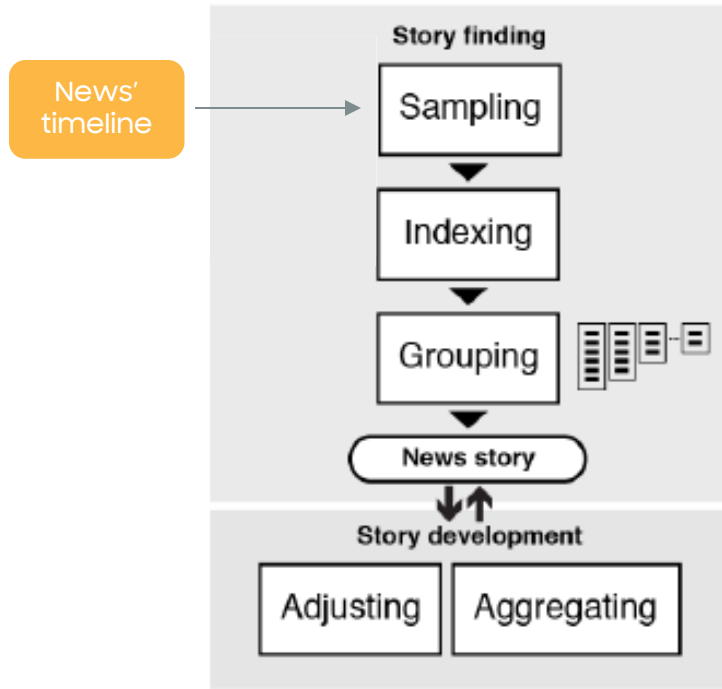 Story finding
News’
timeline
Sampling
Indexing
Grouping
News story
Story development
Adjusting
Aggregating